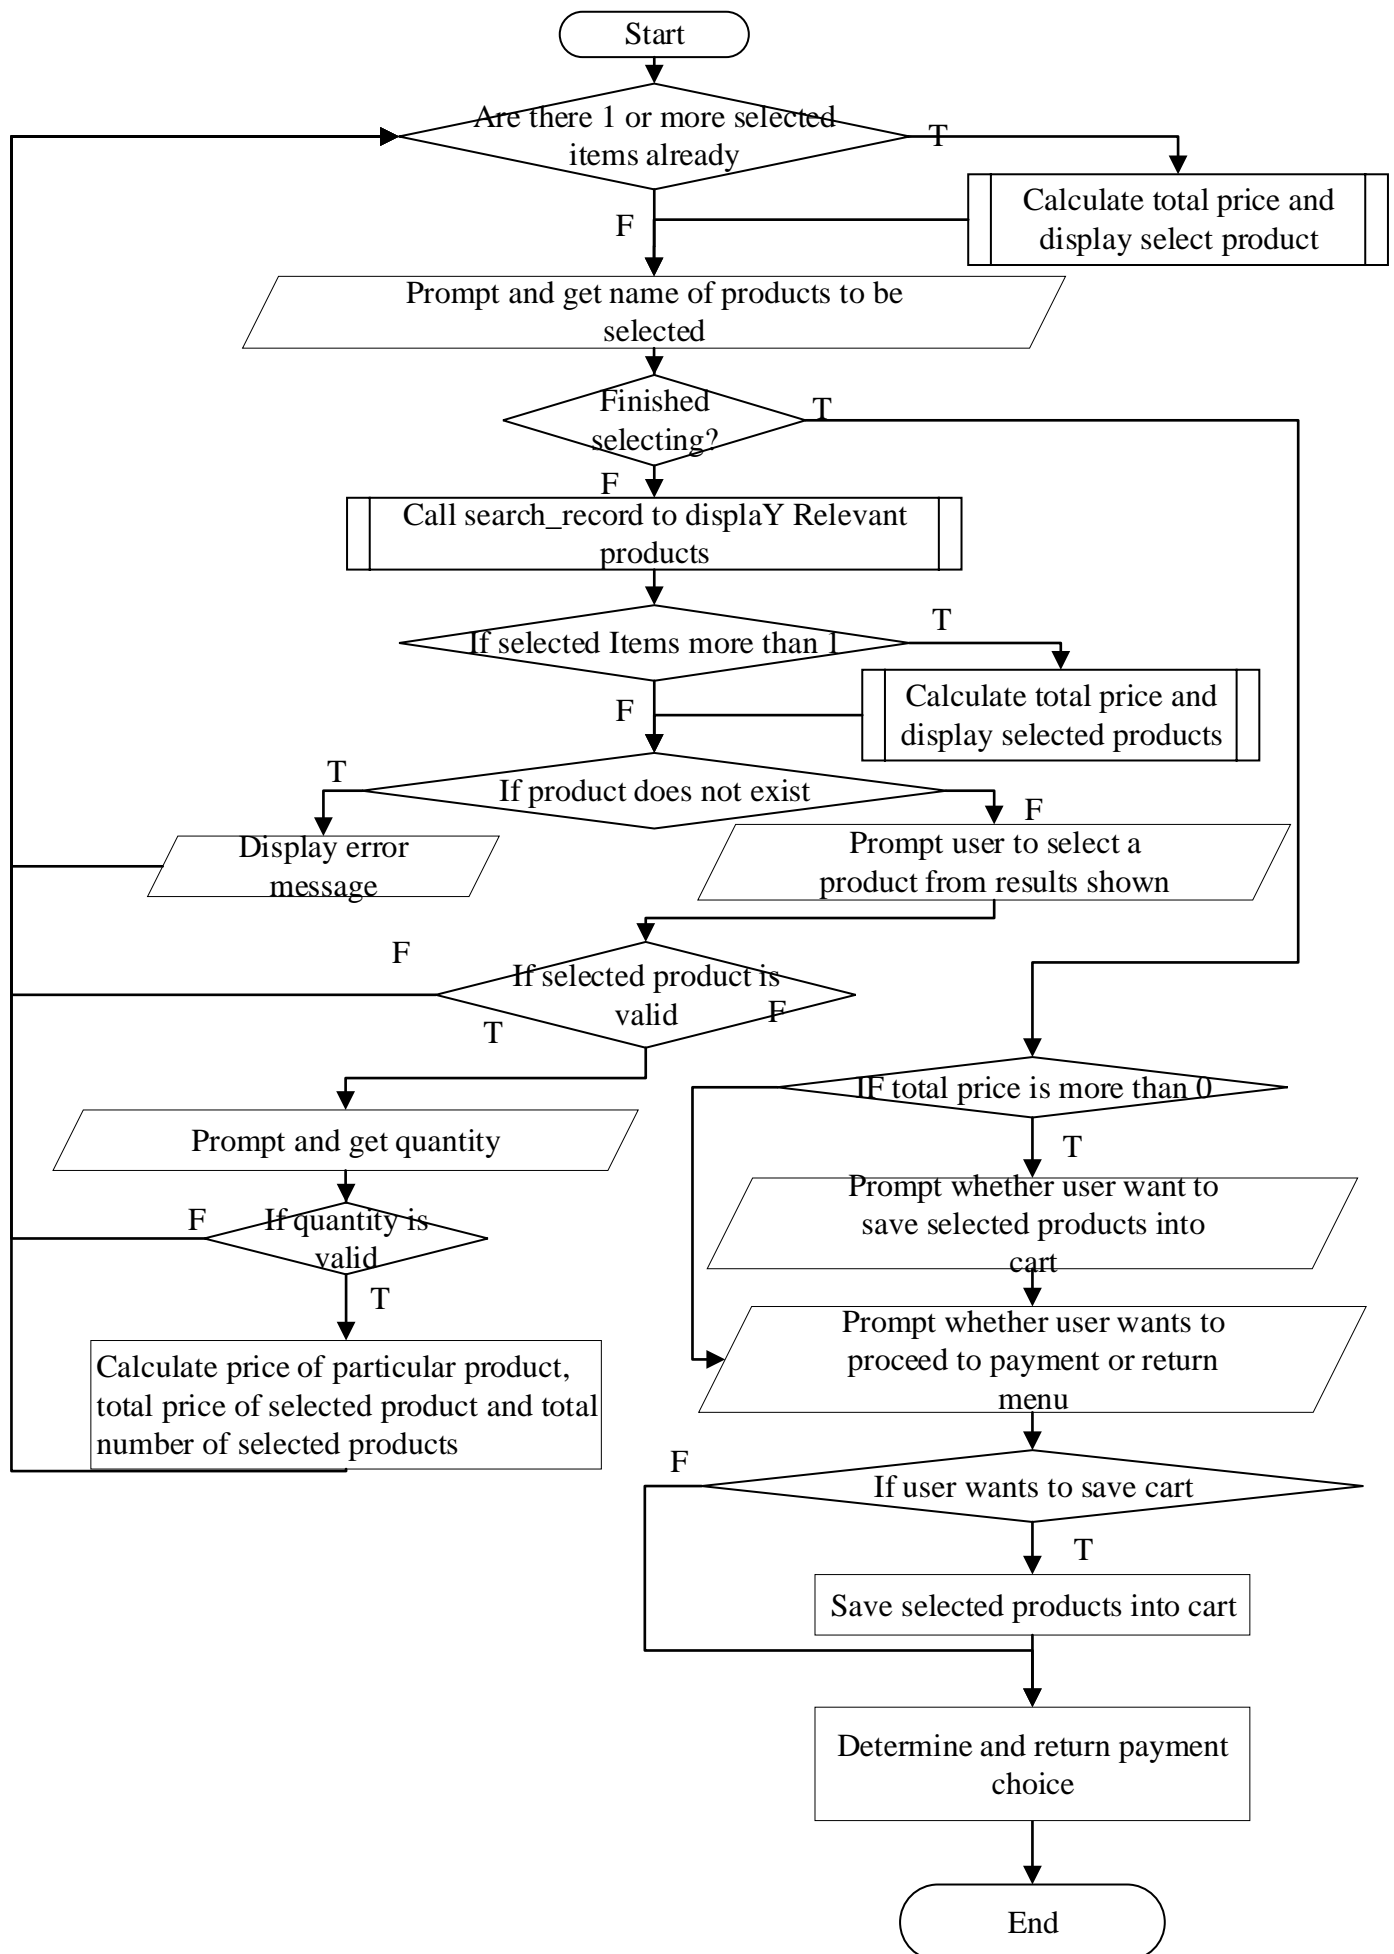 Start
Are there 1 or more selected
items already
T
Calculate total price and
display select product
F
Prompt and get name of products to be
selected
Finished
selecting?
T
F
Call search_record to displaY Relevant
products
If selected Items more than 1
T
Calculate total price and
display selected products
F
T
If product does not exist
F
Display error
message
Prompt user to select a
product from results shown
F
If selected product is
valid
F
T
IF total price is more than 0
T
Prompt and get quantity
Prompt whether user want to
save selected products into
cart
F
If quantity is
valid
T
Prompt whether user wants to
proceed to payment or return
menu
Calculate price of particular product,
total price of selected product and total
number of selected products
F
If user wants to save cart
T
Save selected products into cart
Determine and return payment
choice
End